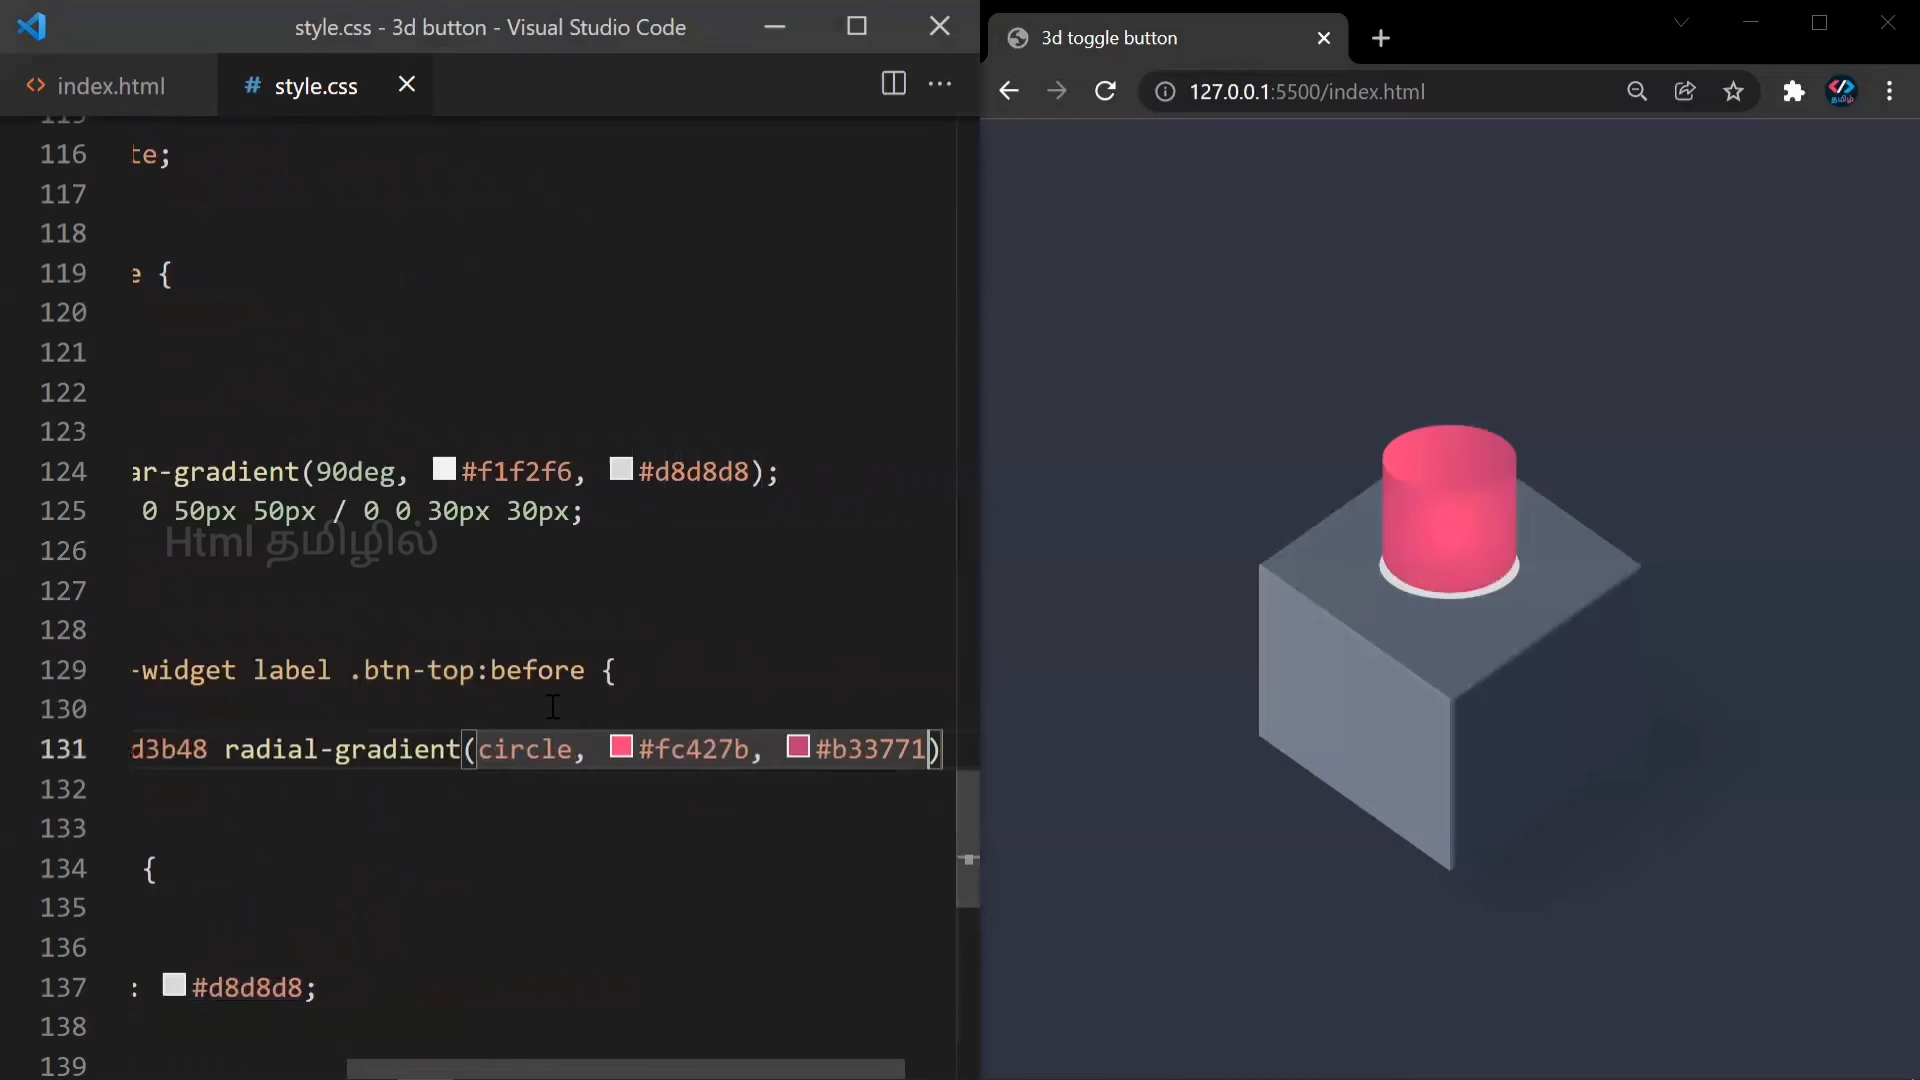 style.css - 3d button - Visual Studio Code
index.html
# style.css
3d toggle button
127.0.0.1:5500/index.html
116 te;
117
118
119 e {
120
121
122
123
124 ar-gradient(90deg, #f1f2f6, #d8d8d8);
125 0 50px 50px / 0 0 30px 30px;
Html தமிழில்
126
127
128
129 -widget label .btn-top:before {
130
131 d3b48 radial-gradient(circle, #fc427b, #b33771)
132
133
134 {
135
136
137 : #d8d8d8;
138
139